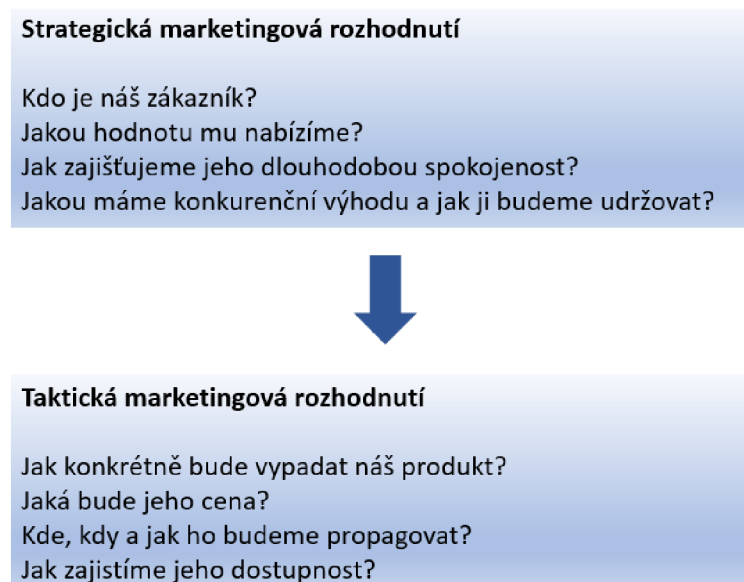 Strategická marketingová rozhodnutí
Kdo je náš zákazník?
Jakou hodnotu mu nabízíme?
Jak zajišťujeme jeho dlouhodobou spokojenost?
Jakou máme konkurenční výhodu a jak ji budeme udržovat?
Taktická marketingová rozhodnutí
Jak konkrétně bude vypadat náš produkt?
Jaká bude jeho cena?
Kde, kdy a jak ho budeme propagovat?
Jak zajistíme jeho dostupnost?